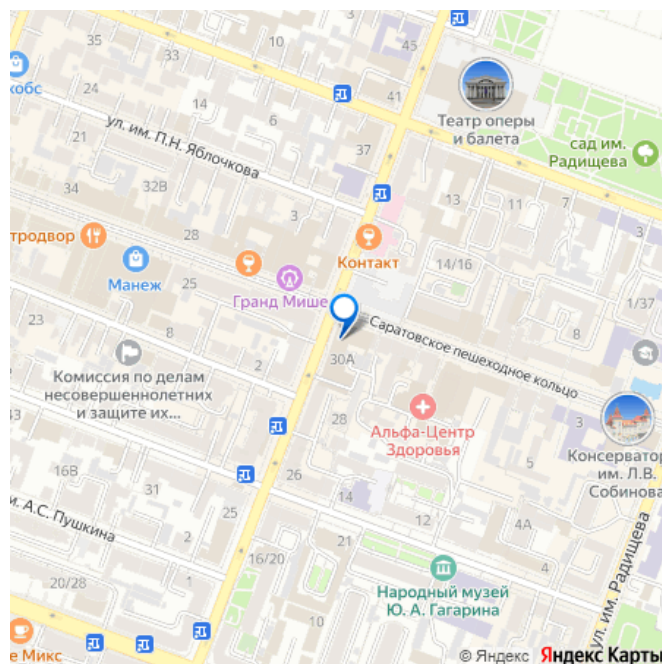 35
33
45
24
кобс
14
41
Театр оперы
и балета
сад им.
Радищева
21
ул. им. П.Н. Яблочкова
37
34
32В
13
11
7
3
3
тродвор
28
Контакт
Манеж
25
Гранд Мише
14/16
1/37
23
8
Саратовское пешеходное кольцо
8
2
30А
Комиссия по делам
несовершеннолетних
и защите их...
Альфа-Центр
Здоровья
13
28
3
Консерватор
им. Л.В.
Собинова
16В
31
26
5
14
и. А.С. Пушкина
25
12
4А
2
21
16/20
Народный музей
Ю. А. Гагарина
ул. им. Радищева
20/28
1
е Микс
© Яндекс Яндекс Карты